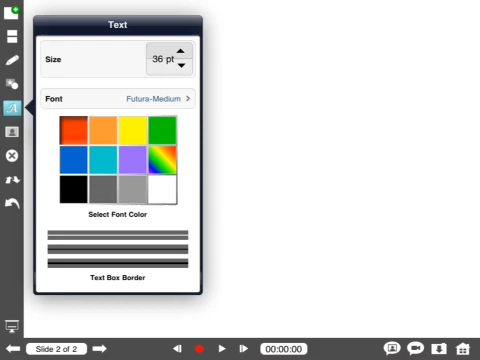 Text
Size
36 pt
Font
Futura-Medium
Select Font Color
Text Box Border
Slide 2 of 2
00:00:00